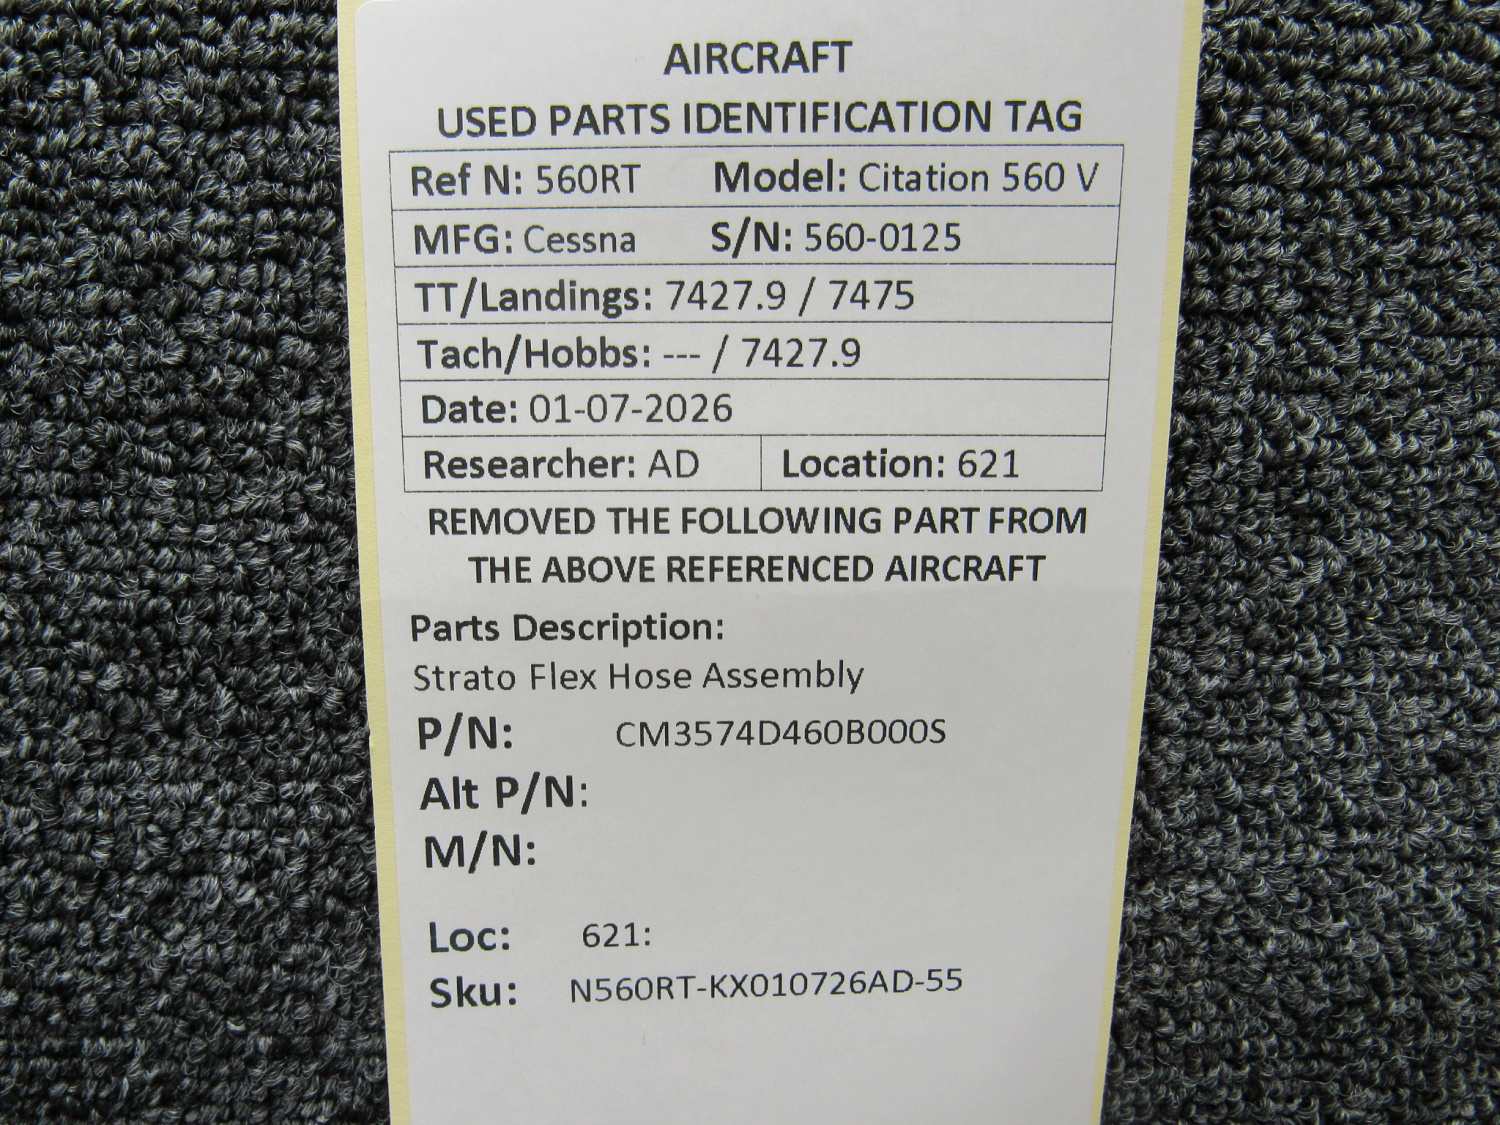 AIRCRAFT
USED PARTS IDENTIFICATION TAG
Ref N: 560RT Model: Citation 560 V
MFG: Cessna S/N: 560-0125
TT/Landings: 7427.9 / 7475
Tach/Hobbs: --- / 7427.9
Date: 01-07-2026
Researcher: AD Location: 621
REMOVED THE FOLLOWING PART FROM
THE ABOVE REFERENCED AIRCRAFT
Parts Description:
Strato Flex Hose Assembly
P/N: CM3574D460B000S
Alt P/N:
M/N:
Loc: 621:
Sku: N560RT-KX010726AD-55